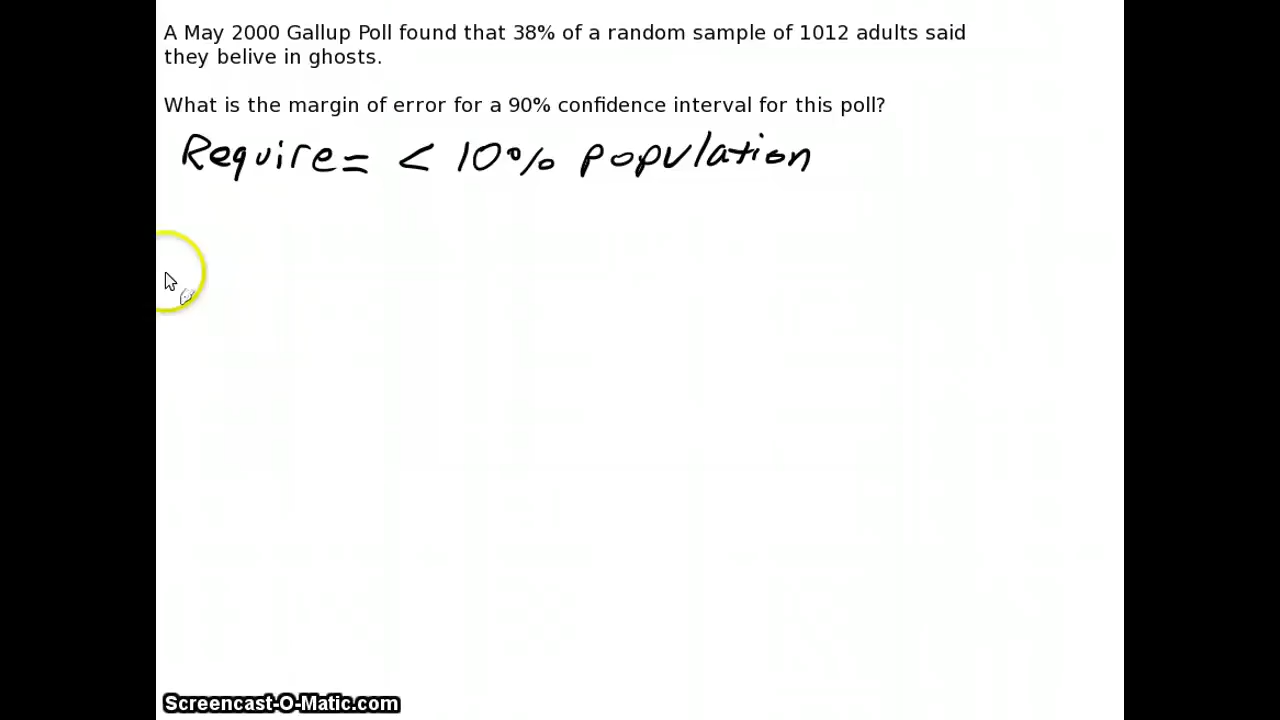 A May 2000 Gallup Poll found that 38% of a random sample of 1012 adults said
they belive in ghosts.
What is the margin of error for a 90% confidence interval for this poll?
Require= < 10% population
Screencast-O-Matic.com